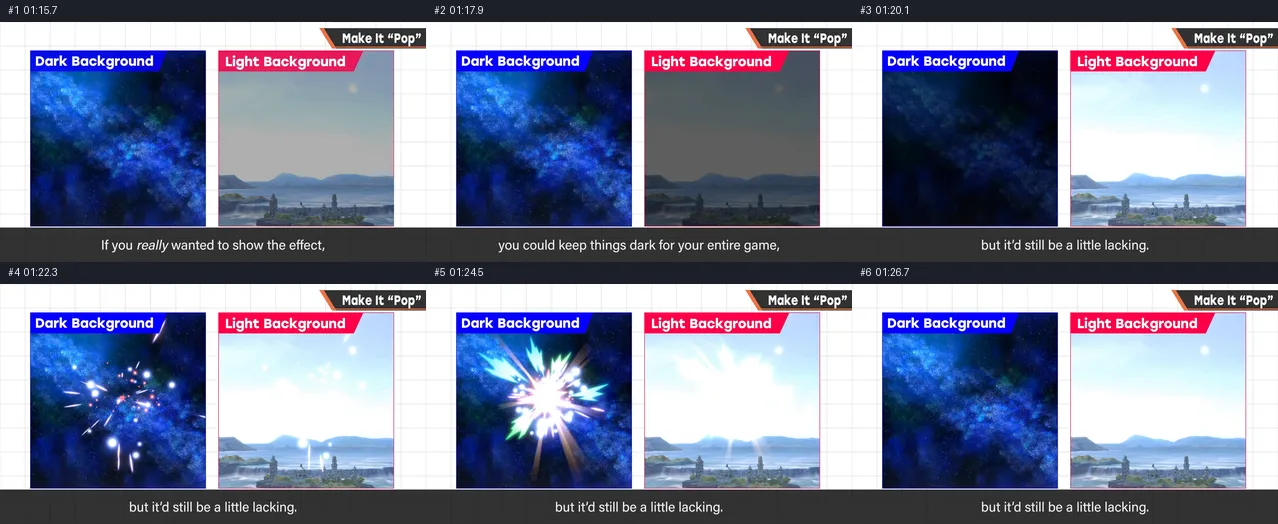 #1 01:15.7
Make It “Pop”
Dark Background
Light Background
If you really wanted to show the effect,
#2 01:17.9
Make It “Pop”
Dark Background
Light Background
you could keep things dark for your entire game,
#3 01:20.1
Make It “Pop”
Dark Background
Light Background
but it’d still be a little lacking.
#4 01:22.3
Make It “Pop”
Dark Background
Light Background
but it’d still be a little lacking.
#5 01:24.5
Make It “Pop”
Dark Background
Light Background
but it’d still be a little lacking.
#6 01:26.7
Make It “Pop”
Dark Background
Light Background
but it’d still be a little lacking.